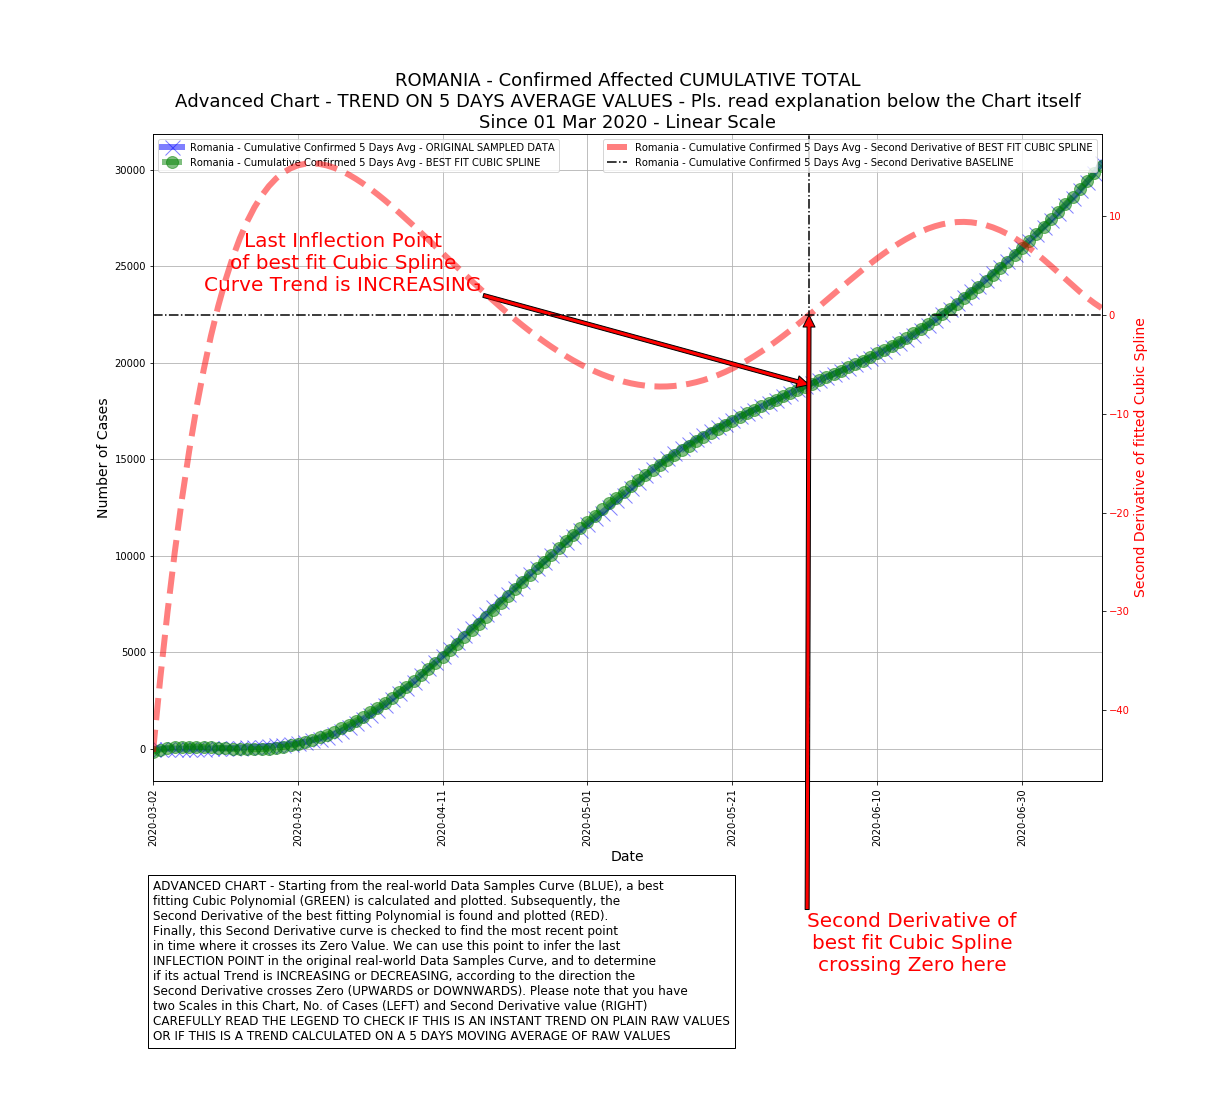 ROMANIA - Confirmed Affected CUMULATIVE TOTAL
Advanced Chart - TREND ON 5 DAYS AVERAGE VALUES - Pls. read explanation below the Chart itself
Since 01 Mar 2020 - Linear Scale
Romania - Cumulative Confirmed 5 Days Avg - ORIGINAL SAMPLED DATA
Romania - Cumulative Confirmed 5 Days Avg - BEST FIT CUBIC SPLINE
Romania - Cumulative Confirmed 5 Days Avg - Second Derivative of BEST FIT CUBIC SPLINE
Romania - Cumulative Confirmed 5 Days Avg - Second Derivative BASELINE
Last Inflection Point
of best fit Cubic Spline
Curve Trend is INCREASING
Number of Cases
30000
25000
20000
15000
10000
5000
0
10
0
−10
−20
−30
−40
Second Derivative of fitted Cubic Spline
2020-03-02
2020-03-22
2020-04-11
2020-05-01
2020-05-21
2020-06-10
2020-06-30
Date
ADVANCED CHART - Starting from the real-world Data Samples Curve (BLUE), a best
fitting Cubic Polynomial (GREEN) is calculated and plotted. Subsequently, the
Second Derivative of the best fitting Polynomial is found and plotted (RED).
Finally, this Second Derivative curve is checked to find the most recent point
in time where it crosses its Zero Value. We can use this point to infer the last
INFLECTION POINT in the original real-world Data Samples Curve, and to determine
if its actual Trend is INCREASING or DECREASING, according to the direction the
Second Derivative crosses Zero (UPWARDS or DOWNWARDS). Please note that you have
two Scales in this Chart, No. of Cases (LEFT) and Second Derivative value (RIGHT)
CAREFULLY READ THE LEGEND TO CHECK IF THIS IS AN INSTANT TREND ON PLAIN RAW VALUES
OR IF THIS IS A TREND CALCULATED ON A 5 DAYS MOVING AVERAGE OF RAW VALUES
Second Derivative of
best fit Cubic Spline
crossing Zero here